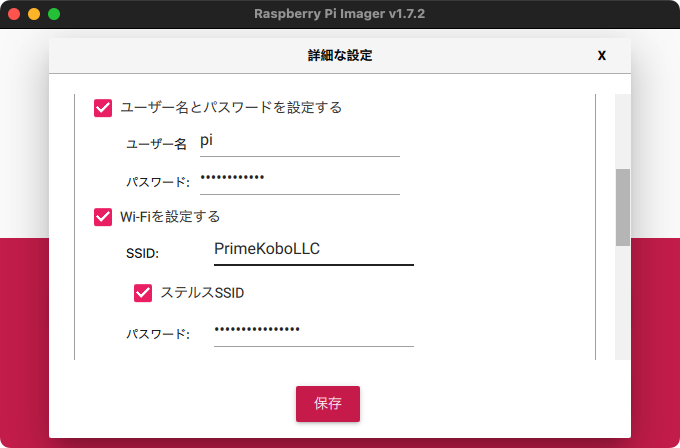 Raspberry Pi Imager v1.7.2
詳細な設定
X
ユーザー名とパスワードを設定する
ユーザー名 pi
パスワード: ••••••••••••
Wi-Fiを設定する
SSID: PrimeKoboLLC
ステルスSSID
パスワード: ••••••••••••••••
保存